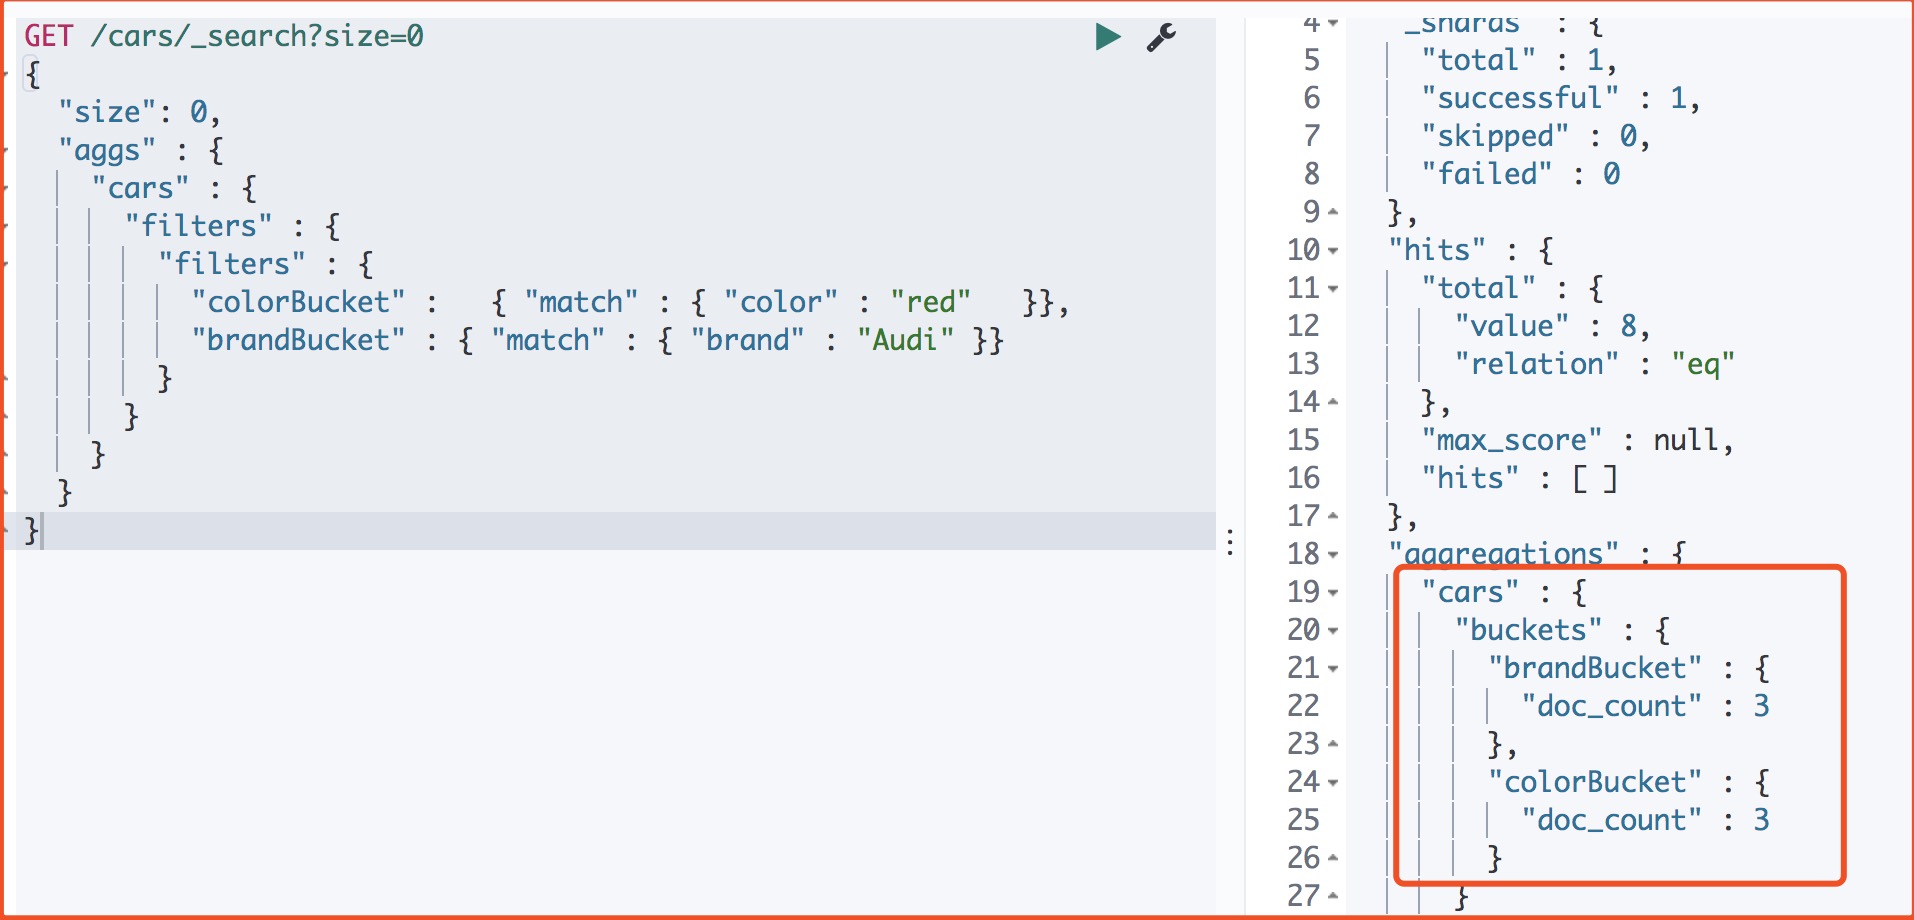 GET /cars/_search?size=0
{
"size": 0,
"aggs" : {
"cars" : {
"filters" : {
"filters" : {
"colorBucket" :   { "match" : { "color" : "red"   }},
"brandBucket" : { "match" : { "brand" : "Audi" }}
}
}
}
}
}
4 "_shards" : {
5 "total" : 1,
6 "successful" : 1,
7 "skipped" : 0,
8 "failed" : 0
9 },
10 "hits" : {
11 "total" : {
12 "value" : 8,
13 "relation" : "eq"
14 },
15 "max_score" : null,
16 "hits" : [ ]
17 },
18 "aggregations" : {
19 "cars" : {
20 "buckets" : {
21 "brandBucket" : {
22 "doc_count" : 3
23 },
24 "colorBucket" : {
25 "doc_count" : 3
26 }
27 }